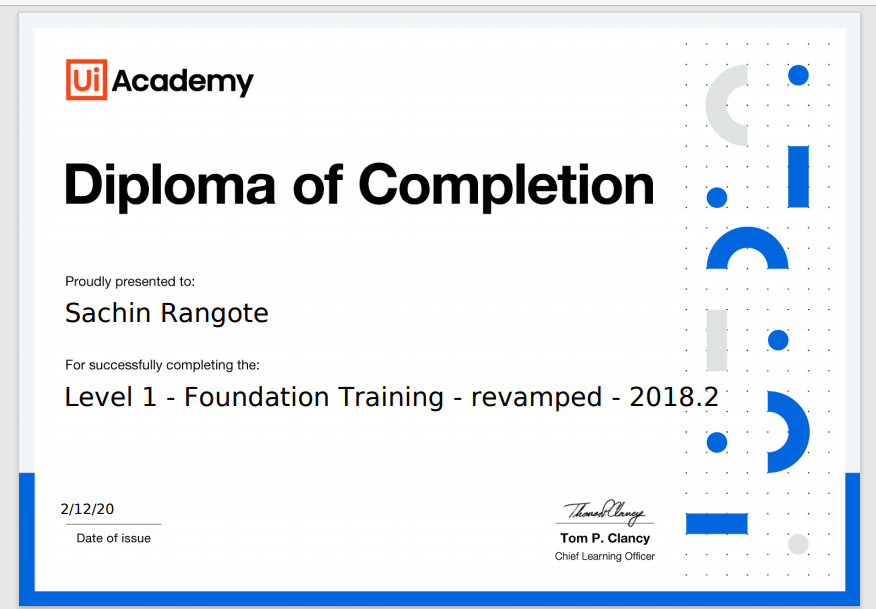 Ui Academy
Diploma of Completion
Proudly presented to:
Sachin Rangote
For successfully completing the:
Level 1 - Foundation Training - revamped - 2018.2
2/12/20
Date of issue
Thomas P. Clancy
Tom P. Clancy
Chief Learning Officer